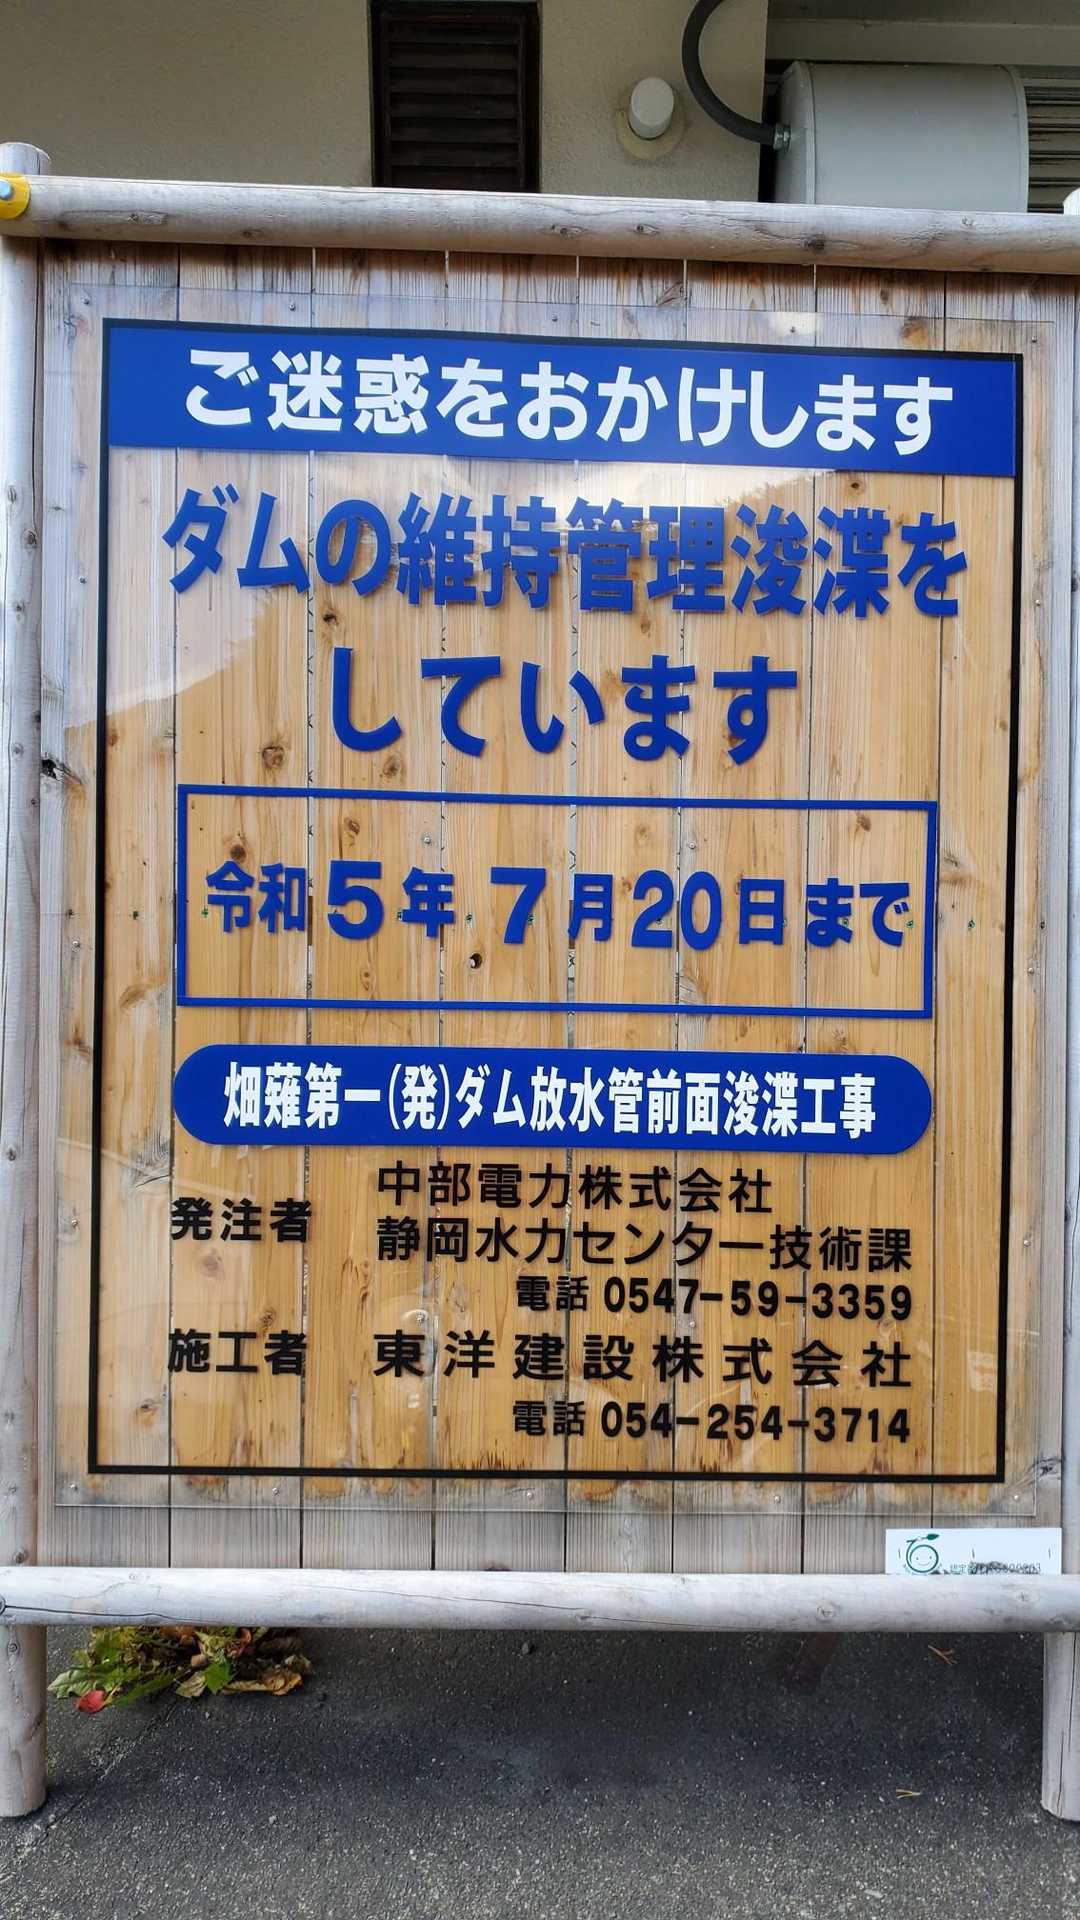 ご迷惑をおかけします
ダムの維持管理浚渫を
しています
令和5年 7月20日まで
畑薙第一(発)ダム放水管前面浚渫工事
発注者 中部電力株式会社
静岡水力センター技術課
電話 0547-59-3359
施工者 東洋建設株式会社
電話 054-254-3714